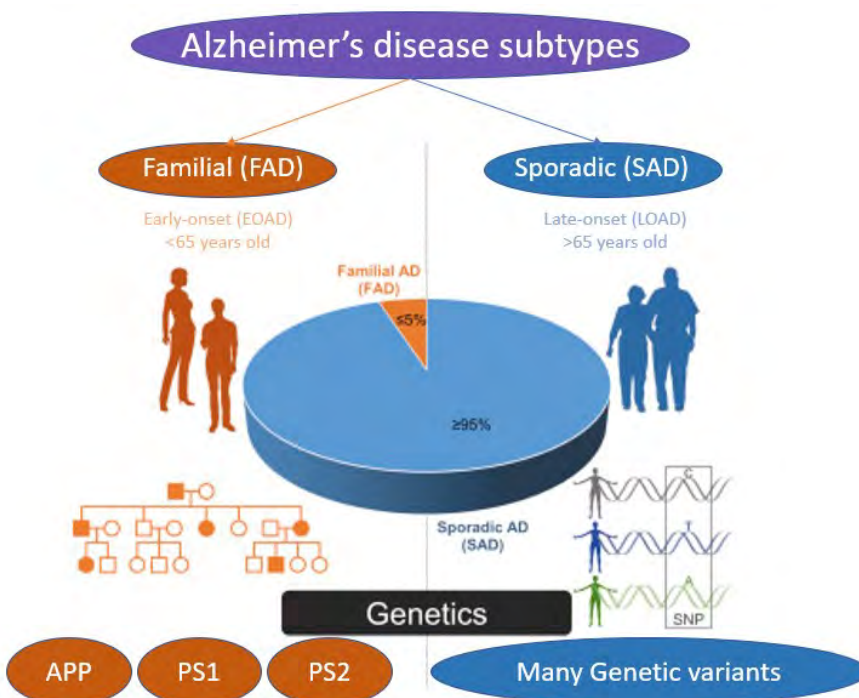 Alzheimer's disease subtypes
Familial (FAD)
Sporadic (SAD)
Early-onset (EOAD)
<65 years old
Late-onset (LOAD)
>65 years old
Familial AD
(FAD)
≤5%
≥95%
Sporadic AD
(SAD)
C
T
A
SNP
Genetics
APP
PS1
PS2
Many Genetic variants